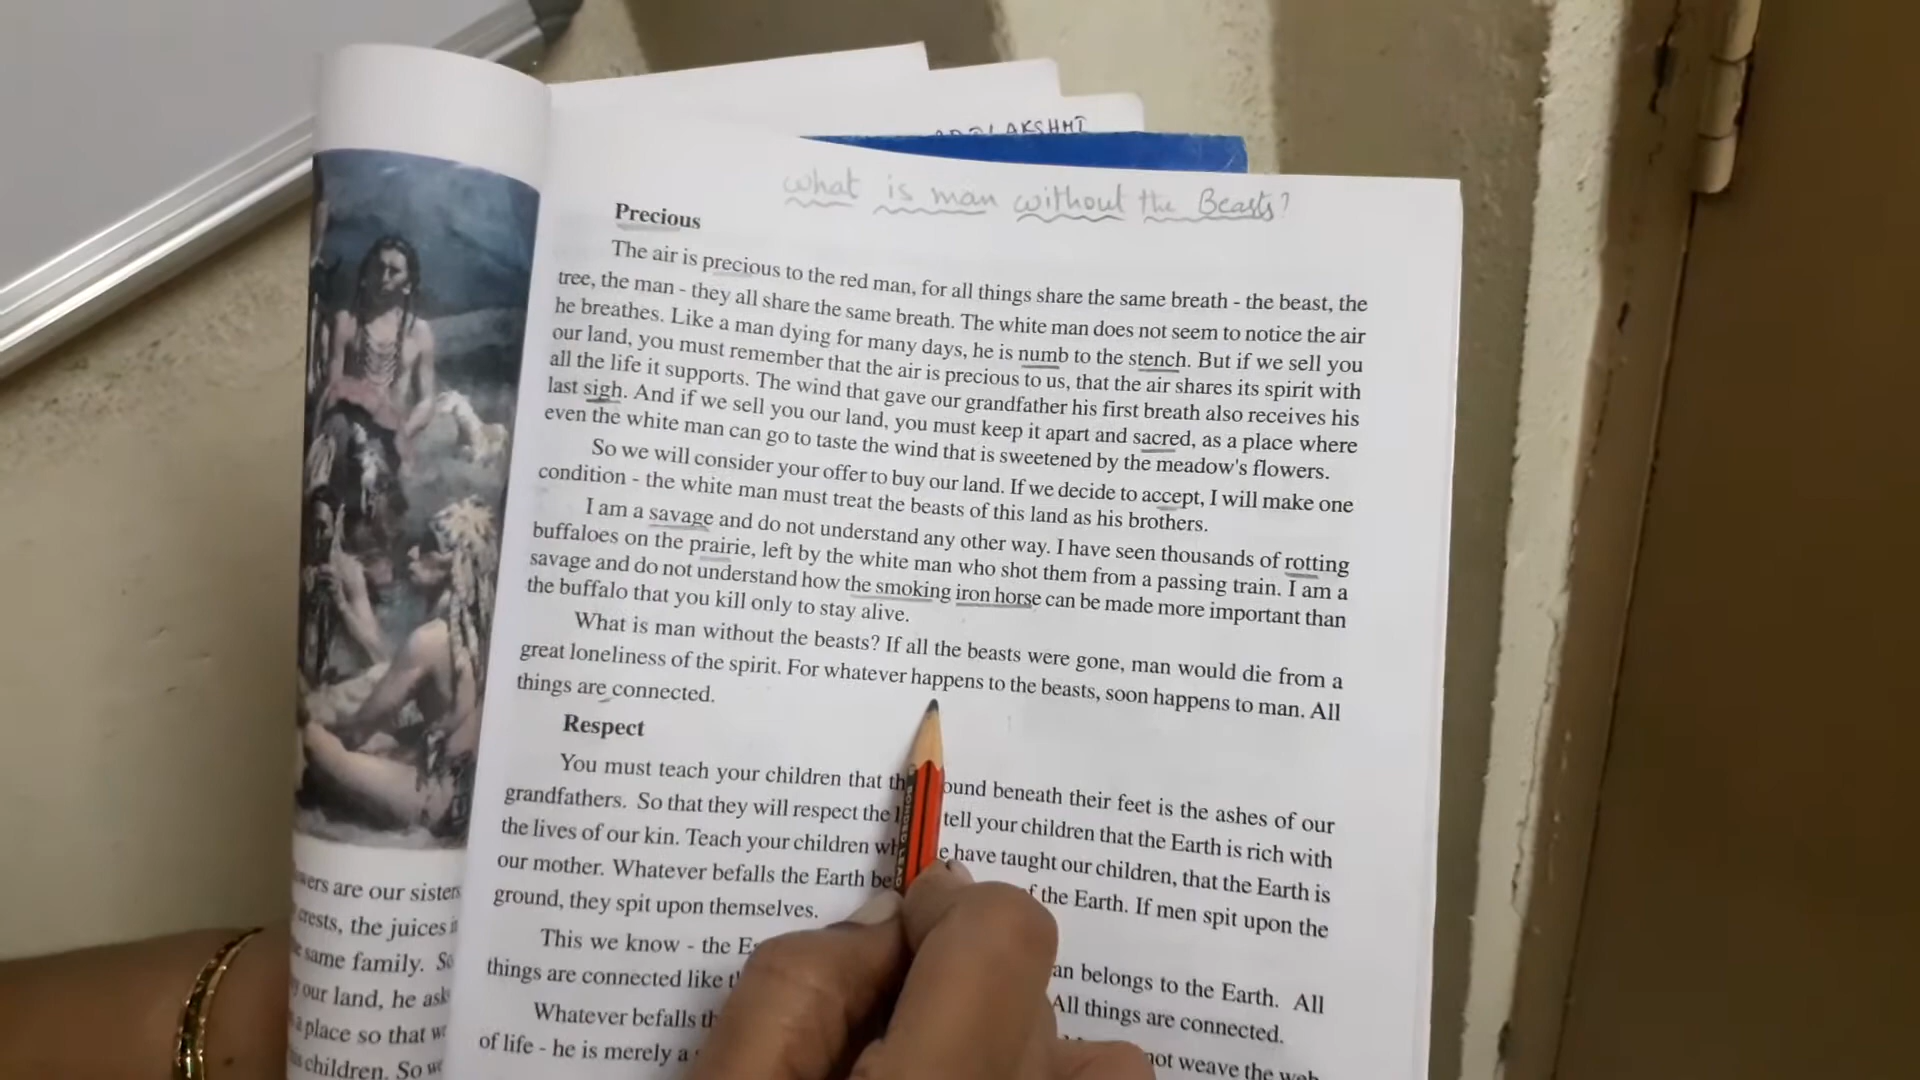 LAKSHMI
What is man without the Beasts?
Precious
The air is precious to the red man, for all things share the same breath - the beast, the
tree, the man - they all share the same breath. The white man does not seem to notice the air
he breathes. Like a man dying for many days, he is numb to the stench. But if we sell you
our land, you must remember that the air is precious to us, that the air shares its spirit with
all the life it supports. The wind that gave our grandfather his first breath also receives his
last sigh. And if we sell you our land, you must keep it apart and sacred, as a place where
even the white man can go to taste the wind that is sweetened by the meadow's flowers.
So we will consider your offer to buy our land. If we decide to accept, I will make one
condition - the white man must treat the beasts of this land as his brothers.
I am a savage and do not understand any other way. I have seen thousands of rotting
buffaloes on the prairie, left by the white man who shot them from a passing train. I am a
savage and do not understand how the smoking iron horse can be made more important than
the buffalo that you kill only to stay alive.
What is man without the beasts? If all the beasts were gone, man would die from a
great loneliness of the spirit. For whatever happens to the beasts, soon happens to man. All
things are connected.
Respect
You must teach your children that ound beneath their feet is the ashes of our
grandfathers. So that they will respect the tell your children that the Earth is rich with
the lives of our kin. Teach your children have taught our children, that the Earth is
our mother. Whatever befalls the Earth of the Earth. If men spit upon the
ground, they spit upon themselves.
This we know - the an belongs to the Earth. All
things are connected like All things are connected.
Whatever befalls not weave the web
of life - he is merely a
wers are our sisters
crests, the juices
same family. So
our land, he ask
a place so that we
children. So we
BONDED LEAD